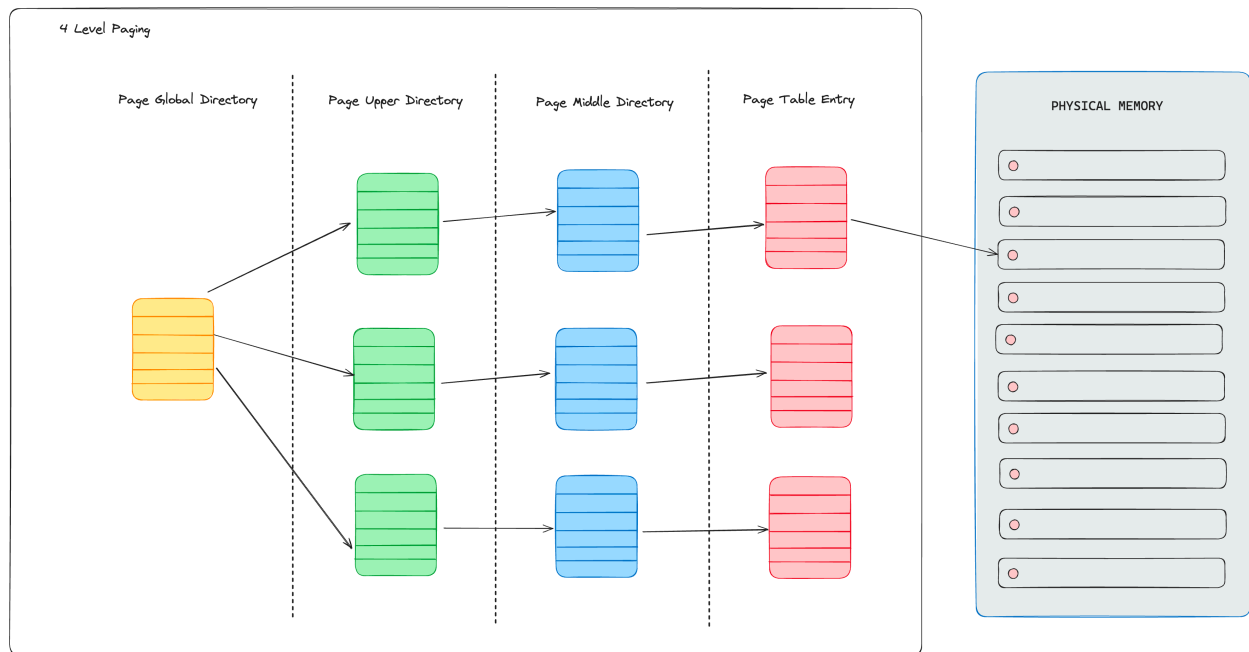 4 Level Paging
Page Global Directory
Page Upper Directory
Page Middle Directory
Page Table Entry
PHYSICAL MEMORY